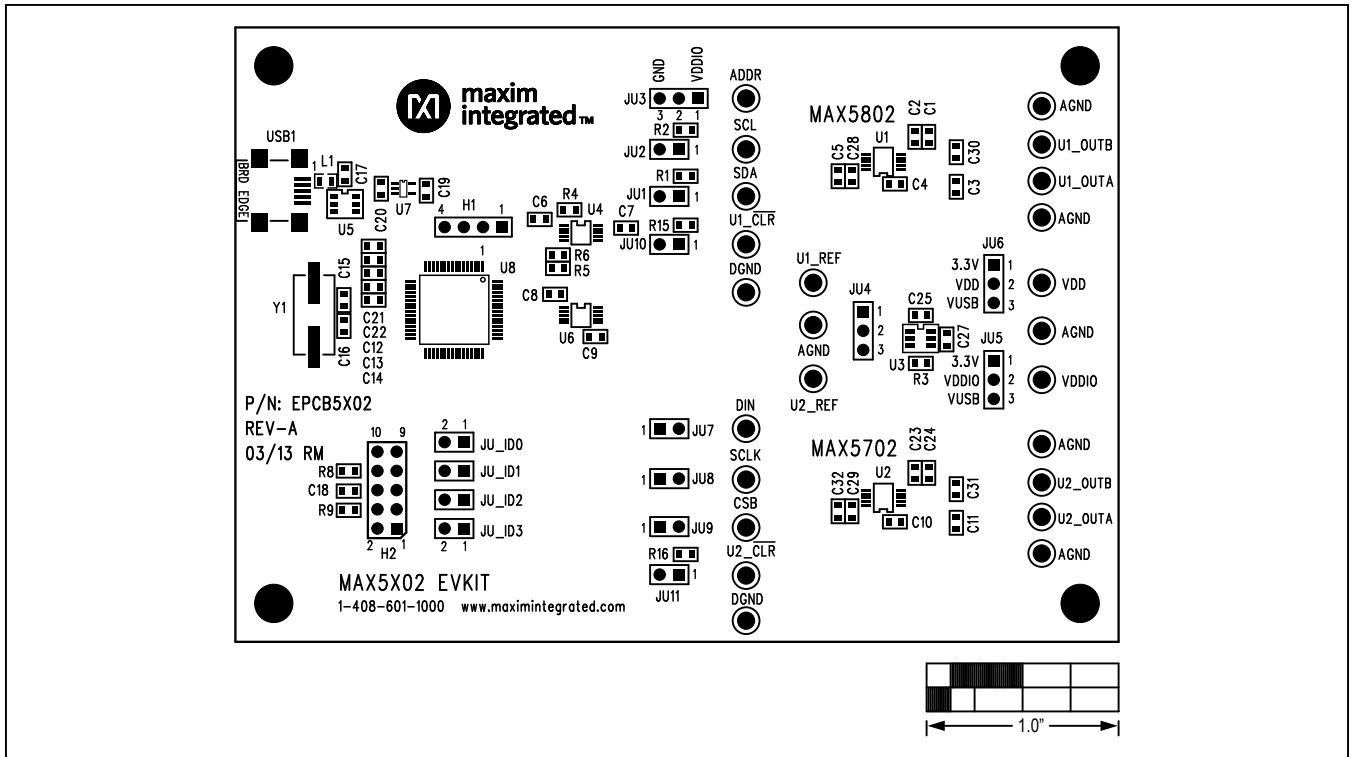 maxim
integrated™
USB1
BRD EDGE
1
L1
C17
U5
C20
U7
C19
H1
4
1
C6
R4
U4
C7
R6
R5
1
U8
C8
U6
C9
C15
Y1
C16
C21
C22
C12
C13
C14
GND
VDDIO
JU3
3 2 1
R2
JU2
1
R1
JU1
1
R15
JU10
1
ADDR
SCL
SDA
U1_CLR
DGND
MAX5802
U1
C2
C1
C5
C28
C4
C30
C3
AGND
U1_OUTB
U1_OUTA
AGND
U1_REF
AGND
U2_REF
JU4
1
2
3
C25
C27
U3
R3
JU6
3.3V 1
VDD 2
VUSB 3
JU5
3.3V 1
VDDIO 2
VUSB 3
VDD
AGND
VDDIO
P/N: EPCB5X02
REV-A
03/13 RM
10 9
R8
C18
R9
2 1
H2
2 1
JU_ID0
JU_ID1
JU_ID2
JU_ID3
2 1
1 JU7
1 JU8
1 JU9
R16
1
JU11
DIN
SCLK
CSB
U2_CLR
DGND
MAX5702
U2
C23
C24
C32
C29
C10
C31
C11
AGND
U2_OUTB
U2_OUTA
AGND
MAX5X02 EVKIT
1-408-601-1000 www.maximintegrated.com
1.0"